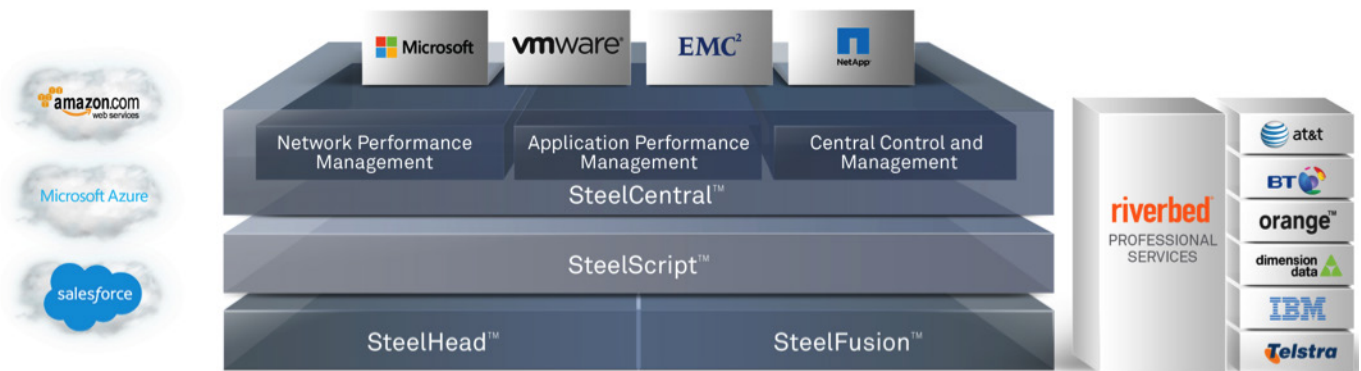 amazon.com
web services
Microsoft Azure
salesforce
Microsoft
vmware®
EMC²
NetApp®
Network Performance
Management
Application Performance
Management
Central Control and
Management
SteelCentral™
SteelScript™
SteelHead™
SteelFusion™
riverbed®
PROFESSIONAL
SERVICES
at&t
BT
orange™
dimension
data
IBM
Telstra